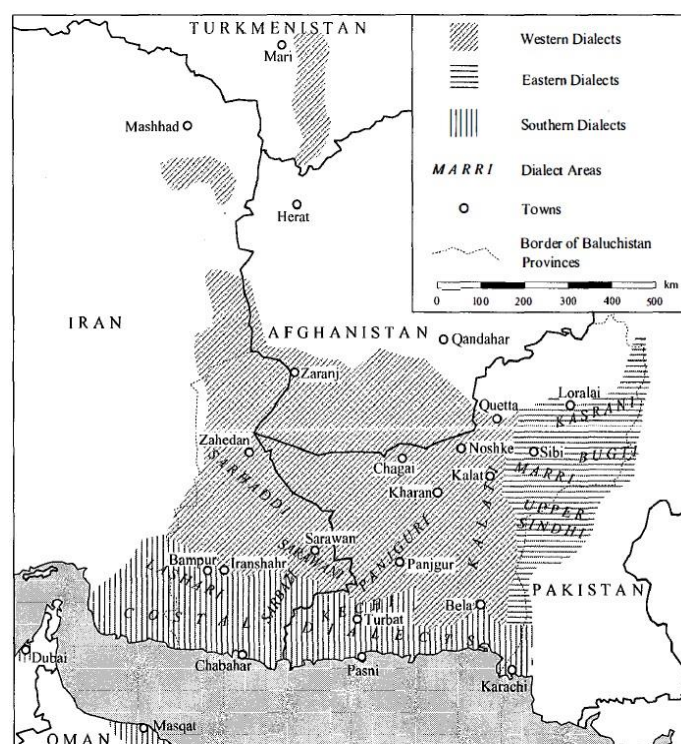 TURKMENISTAN
Mari
Mashhad
Herat
IRAN
AFGHANISTAN
Qandahar
Zaranj
Loralai
KASRANI
Quetta
Zahedan
Noshke
Sibi
BUGTI
Chagai
MARRI
SARHADDI
Kalat
Kharan
KALATI
UPPER
SINDHI
Sarawan
SARAWANI
PANJGURI
Bampur
Iranshahr
Panjgur
LASHARI
SARBAZI
PAKISTAN
KECHI
Bela
Turbat
COSTAL
DIALECTS
Dubai
Chabahar
Pasni
Karachi
Masqat
OMAN
Western Dialects
Eastern Dialects
Southern Dialects
MARRI Dialect Areas
Towns
Border of Baluchistan
Provinces
km
0 100 200 300 400 500